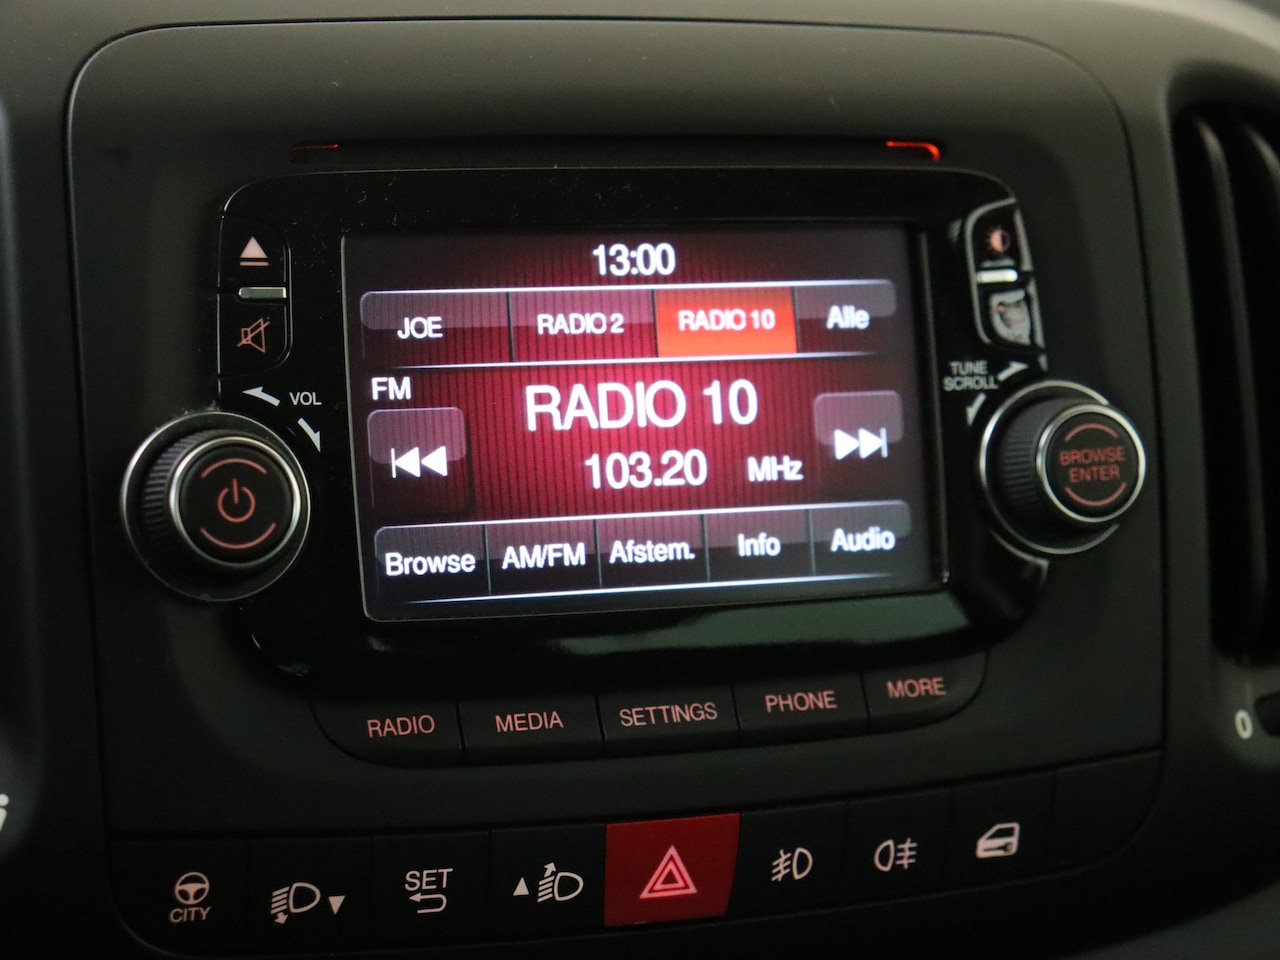 13:00
JOE RADIO 2 RADIO 10 Alle
FM
RADIO 10
103.20 MHz
Browse AM/FM Afstem. Info Audio
VOL
TUNE
SCROLL
BROWSE
ENTER
RADIO MEDIA SETTINGS PHONE MORE
CITY
SET
0